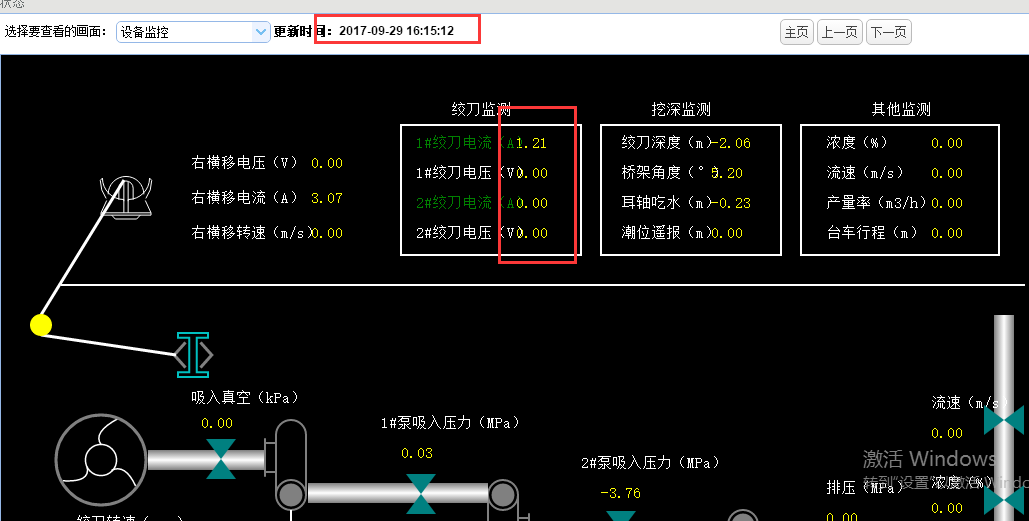 状态
选择要查看的画面： 设备监控 更新时间：2017-09-29 16:15:12 主页 上一页 下一页
绞刀监测 挖深监测 其他监测
1#绞刀电流（A） 1.21 绞刀深度（m） -2.06 浓度（%） 0.00
右横移电压（V） 0.00 1#绞刀电压（V） 0.00 桥架角度（°） 5.20 流速（m/s） 0.00
右横移电流（A） 3.07 2#绞刀电流（A） 0.00 耳轴吃水（m） -0.23 产量率（m3/h） 0.00
右横移转速（m/s） 0.00 2#绞刀电压（V） 0.00 潮位遥报（m） 0.00 台车行程（m） 0.00
吸入真空（kPa） 流速（m/s）
0.00 1#泵吸入压力（MPa） 0.00
0.03 2#泵吸入压力（MPa） 激活 Windows
-3.76 排压（MPa） 浓度（%）
转到"设置"以激活 Windo
0.00 0.00